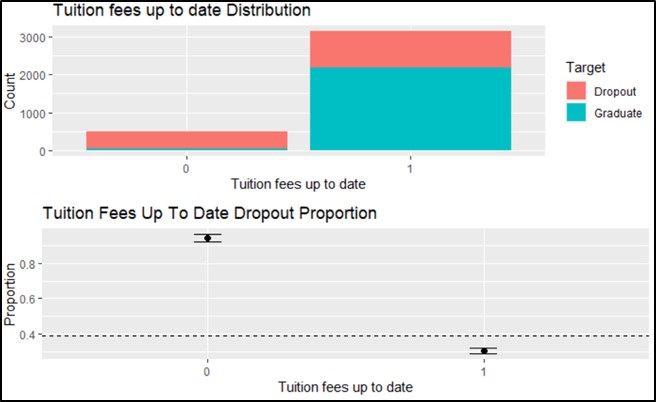 Tuition fees up to date Distribution
3000
2000
1000
0
Count
0 1
Tuition fees up to date
Target
Dropout
Graduate
Tuition Fees Up To Date Dropout Proportion
0.8
0.6
0.4
Proportion
0 1
Tuition fees up to date